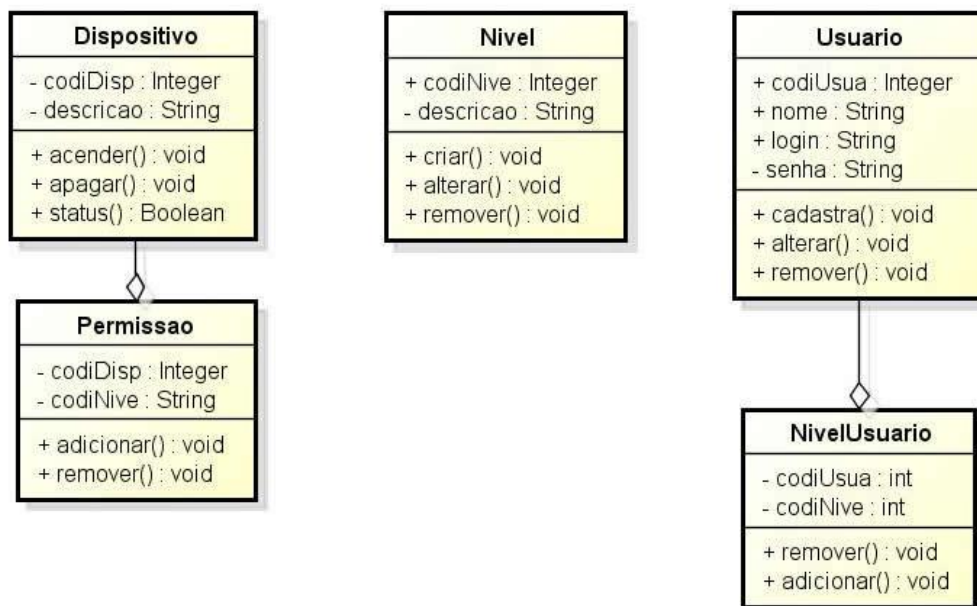 Dispositivo
- codiDisp : Integer
- descricao : String
+ acender() : void
+ apagar() : void
+ status() : Boolean
Nivel
+ codiNive : Integer
- descricao : String
+ criar() : void
+ alterar() : void
+ remover() : void
Usuario
+ codiUsua : Integer
+ nome : String
+ login : String
- senha : String
+ cadastra() : void
+ alterar() : void
+ remover() : void
Permissao
- codiDisp : Integer
- codiNive : String
+ adicionar() : void
+ remover() : void
NivelUsuario
- codiUsua : int
- codiNive : int
+ remover() : void
+ adicionar() : void